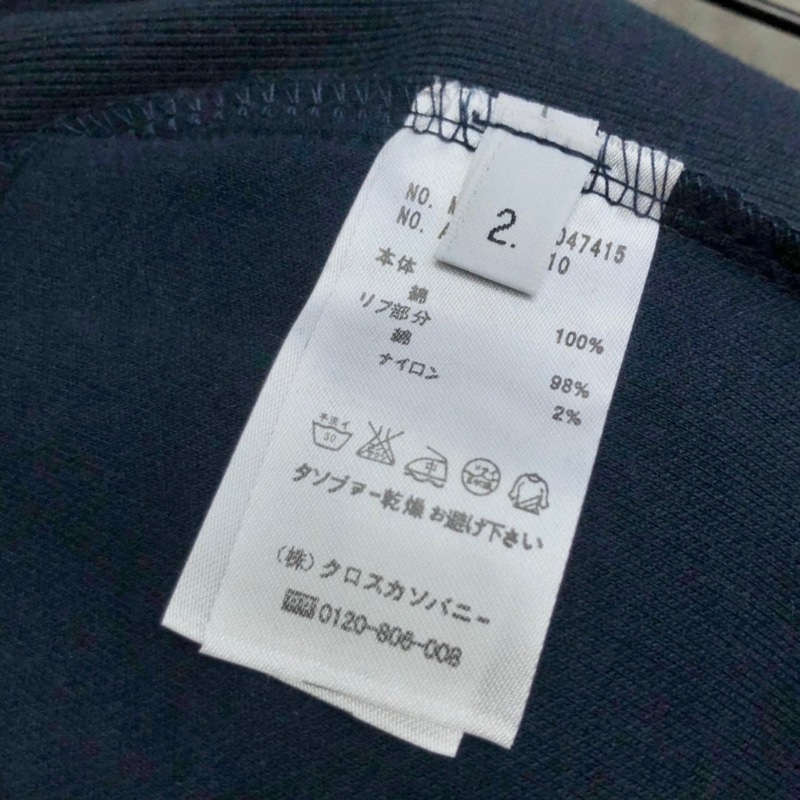 2.
NO. 047415
NO. 10
本体
綿 100%
リブ部分
綿 98%
ナイロン 2%
手洗イ
30
中
タンブラー乾燥お避け下さい
(株)クロスカンパニー
0120-806-008